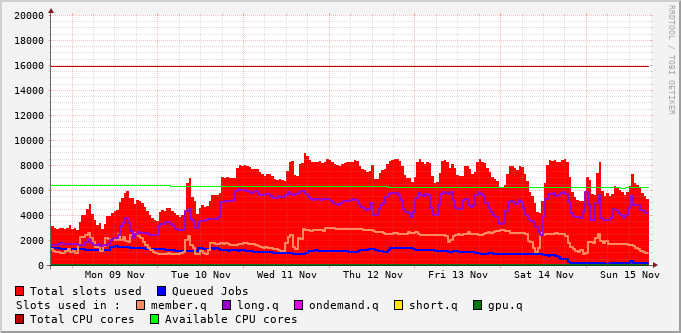 20000
18000
16000
14000
12000
10000
8000
6000
4000
2000
0
Mon 09 Nov Tue 10 Nov Wed 11 Nov Thu 12 Nov Fri 13 Nov Sat 14 Nov Sun 15 Nov
Total slots used Queued Jobs
Slots used in : member.q long.q ondemand.q short.q gpu.q
Total CPU cores Available CPU cores
RRDTOOL / TOBI OETIKER